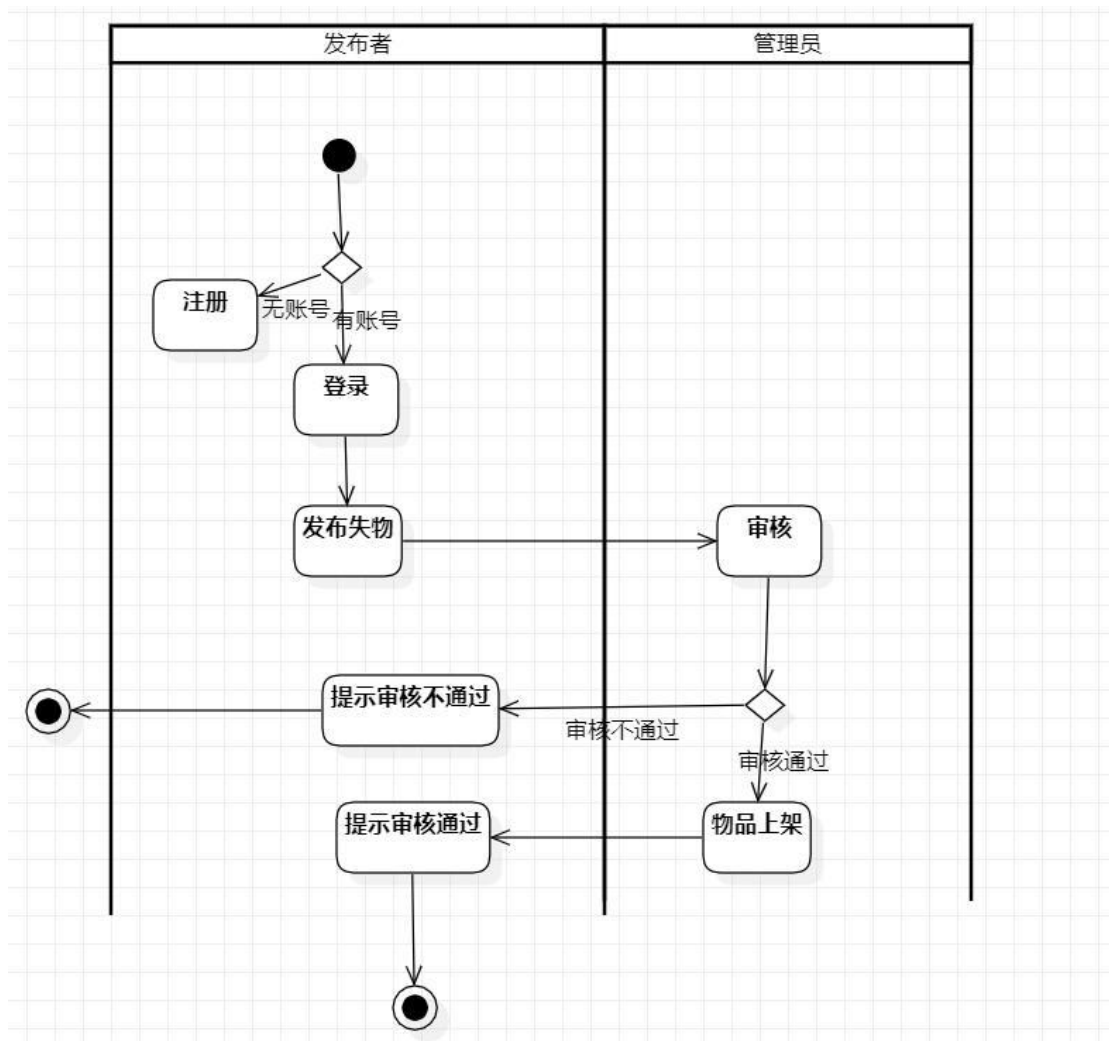 发布者
管理员
注册
无账号
有账号
登录
发布失物
审核
提示审核不通过
审核不通过
审核通过
提示审核通过
物品上架